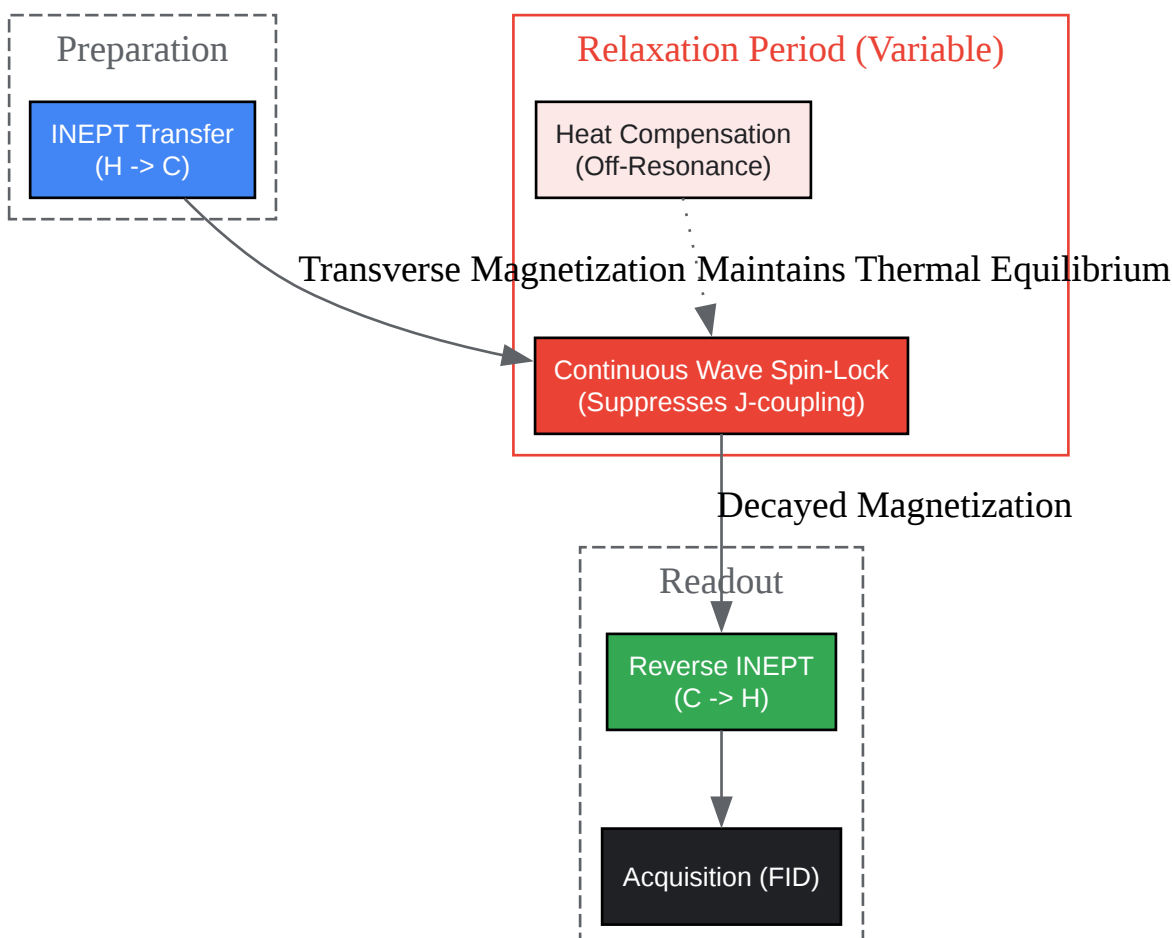 Preparation
INEPT Transfer
(H -> C)
Relaxation Period (Variable)
Heat Compensation
(Off-Resonance)
Transverse Magnetization
Maintains Thermal Equilibrium
Continuous Wave Spin-Lock
(Suppresses J-coupling)
Decayed Magnetization
Readout
Reverse INEPT
(C -> H)
Acquisition (FID)